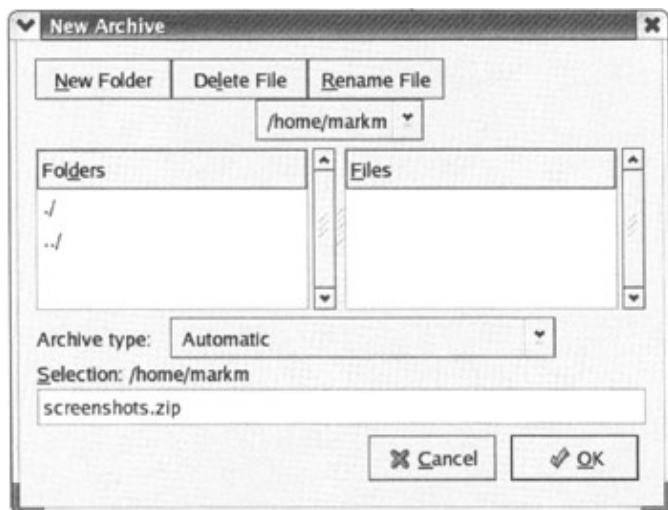 New Archive
New Folder Delete File Rename File
/home/markm
Folders Files
./
../
Archive type: Automatic
Selection: /home/markm
screenshots.zip
Cancel OK